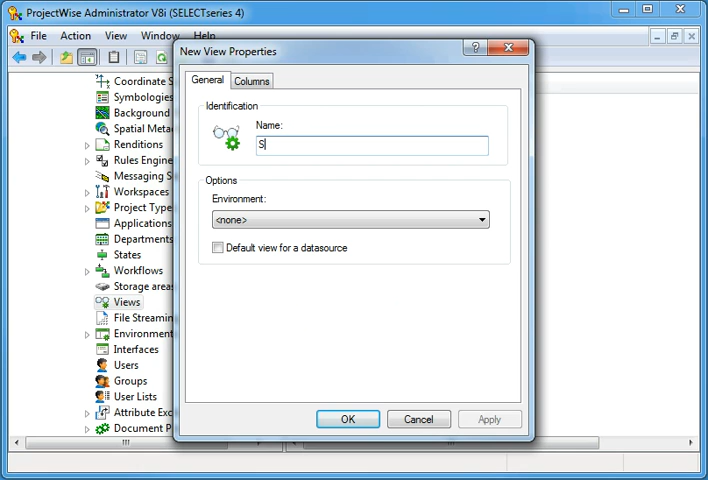 ProjectWise Administrator V8i (SELECTseries 4)
File Action View Window Help
New View Properties
General Columns
Identification
Name:
S
Options
Environment:
<none>
Default view for a datasource
OK Cancel Apply
Coordinate S
Symbologies
Background
Spatial Meta
Renditions
Rules Engine
Messaging S
Workspaces
Project Type
Applications
Departments
States
Workflows
Storage areas
Views
File Streamin
Environment
Interfaces
Users
Groups
User Lists
Attribute Exc
Document P